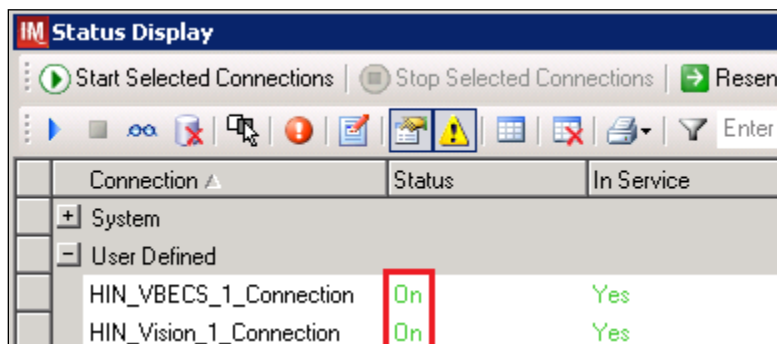 IM Status Display
Start Selected Connections Stop Selected Connections Resen
Enter
Connection Status In Service
System
User Defined
HIN_VBECS_1_Connection On Yes
HIN_Vision_1_Connection On Yes